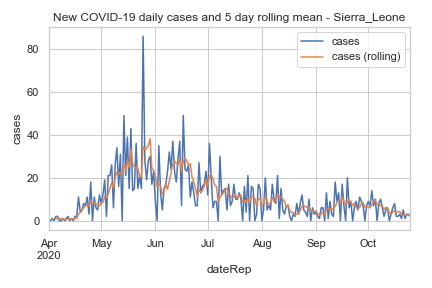 New COVID-19 daily cases and 5 day rolling mean - Sierra_Leone
cases
cases (rolling)
80
60
40
20
0
cases
Apr
2020
May
Jun
Jul
Aug
Sep
Oct
dateRep